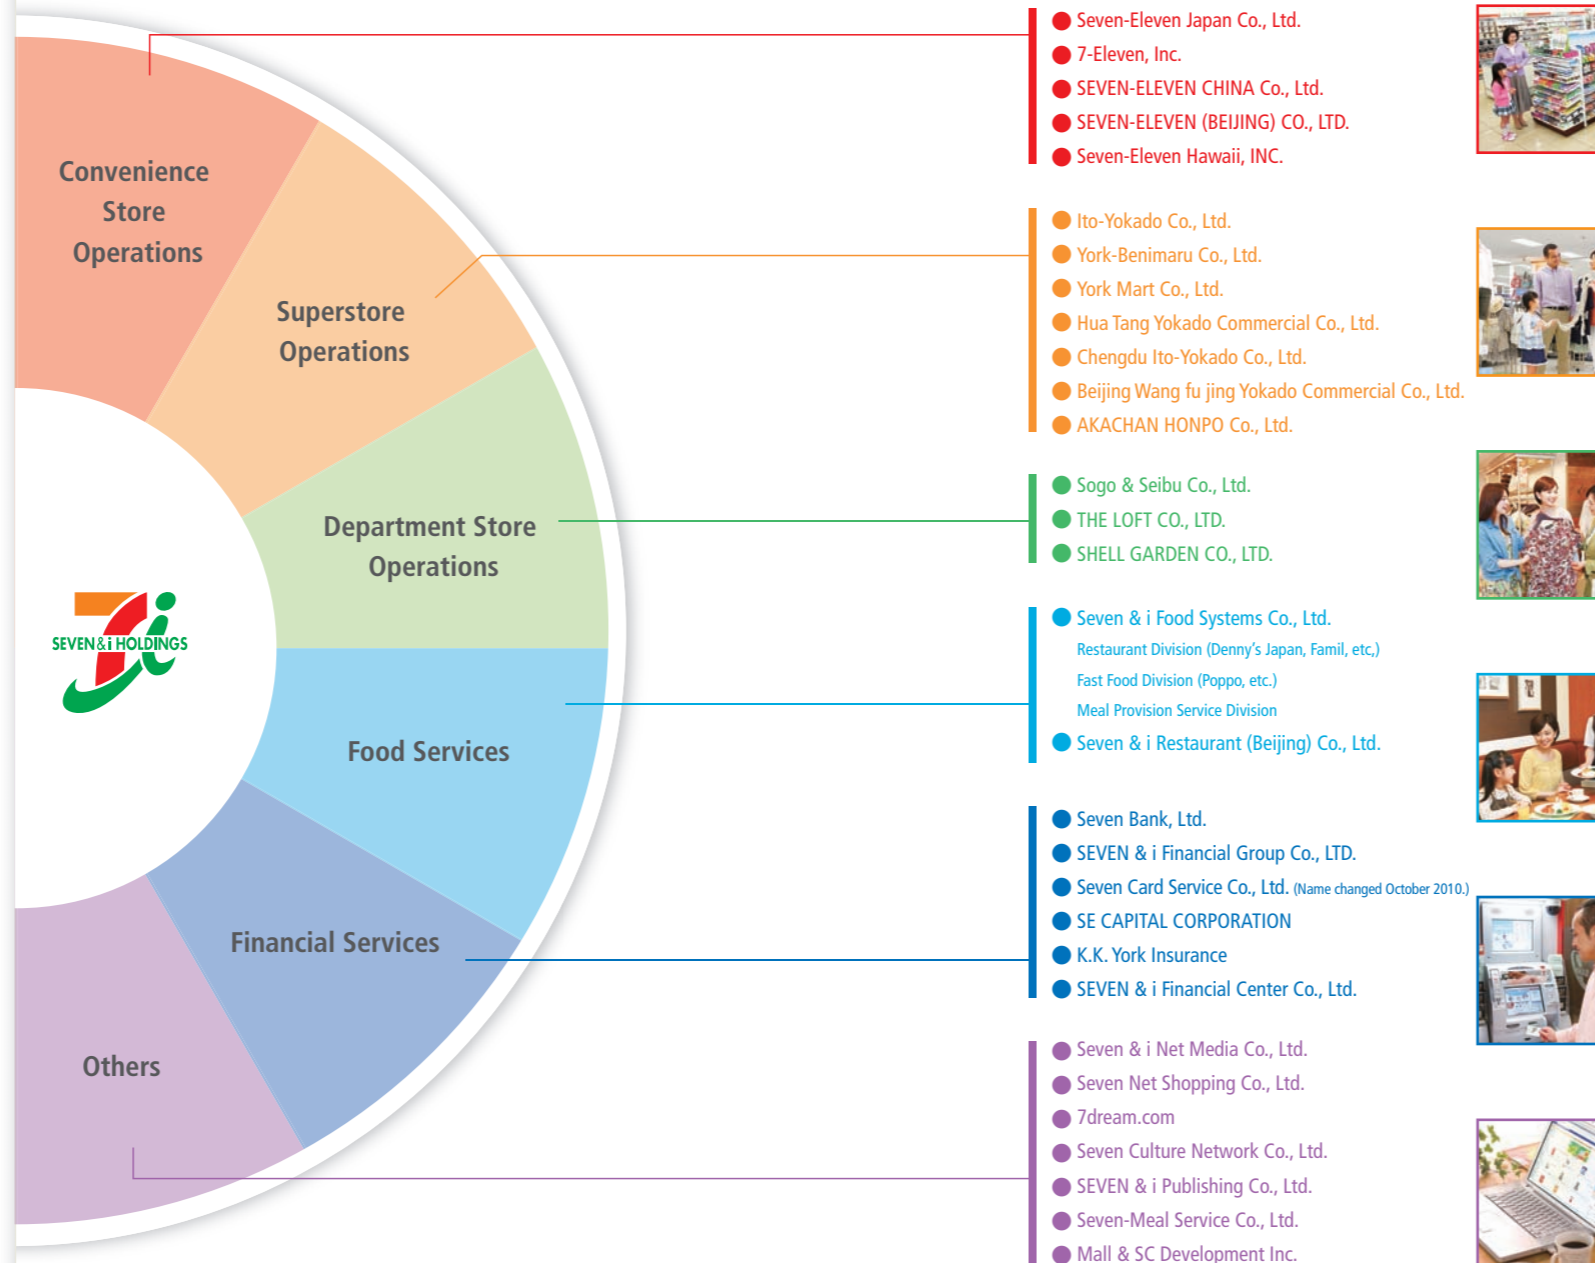 Convenience
Store
Operations
Superstore
Operations
Department Store
Operations
Food Services
Financial Services
Others
SEVEN & i HOLDINGS
Seven-Eleven Japan Co., Ltd.
7-Eleven, Inc.
SEVEN-ELEVEN CHINA Co., Ltd.
SEVEN-ELEVEN (BEIJING) CO., LTD.
Seven-Eleven Hawaii, INC.
Ito-Yokado Co., Ltd.
York-Benimaru Co., Ltd.
York Mart Co., Ltd.
Hua Tang Yokado Commercial Co., Ltd.
Chengdu Ito-Yokado Co., Ltd.
Beijing Wang fu jing Yokado Commercial Co., Ltd.
AKACHAN HONPO Co., Ltd.
Sogo & Seibu Co., Ltd.
THE LOFT CO., LTD.
SHELL GARDEN CO., LTD.
Seven & i Food Systems Co., Ltd.
Restaurant Division (Denny's Japan, Famil, etc,)
Fast Food Division (Poppo, etc.)
Meal Provision Service Division
Seven & i Restaurant (Beijing) Co., Ltd.
Seven Bank, Ltd.
SEVEN & i Financial Group Co., LTD.
Seven Card Service Co., Ltd. (Name changed October 2010.)
SE CAPITAL CORPORATION
K.K. York Insurance
SEVEN & i Financial Center Co., Ltd.
Seven & i Net Media Co., Ltd.
Seven Net Shopping Co., Ltd.
7dream.com
Seven Culture Network Co., Ltd.
SEVEN & i Publishing Co., Ltd.
Seven-Meal Service Co., Ltd.
Mall & SC Development Inc.